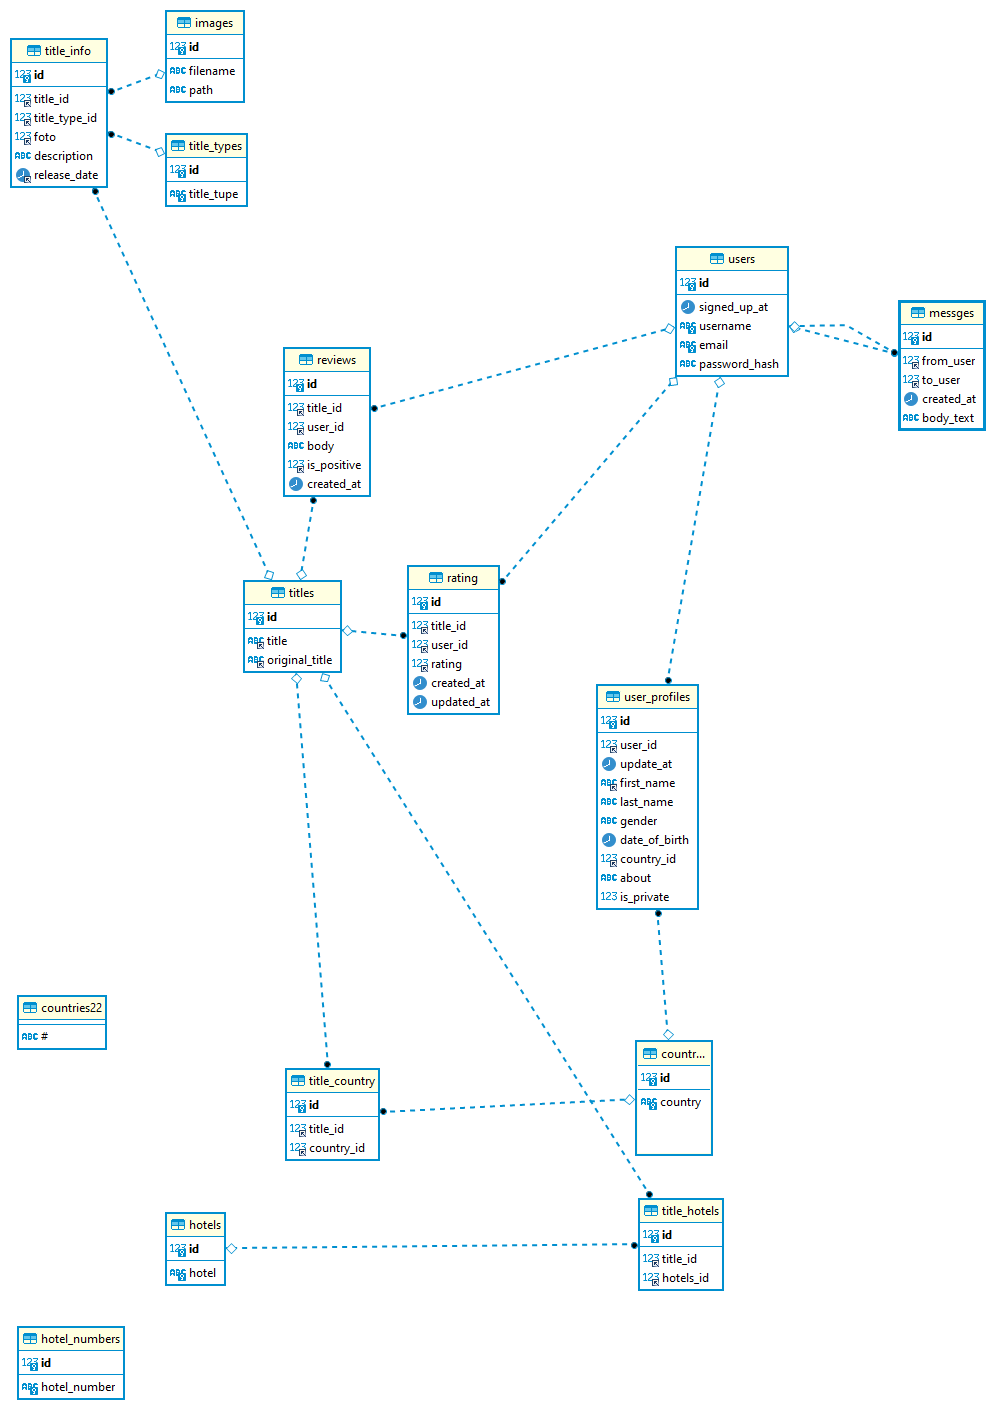 images
id
filename
path
title_info
id
title_id
title_type_id
foto
description
release_date
title_types
id
title_tupe
users
id
signed_up_at
username
email
password_hash
messges
id
from_user
to_user
created_at
body_text
reviews
id
title_id
user_id
body
is_positive
created_at
titles
id
title
original_title
rating
id
title_id
user_id
rating
created_at
updated_at
user_profiles
id
user_id
update_at
first_name
last_name
gender
date_of_birth
country_id
about
is_private
countries22
ABC #
countr...
id
country
title_country
id
title_id
country_id
title_hotels
id
title_id
hotels_id
hotels
id
hotel
hotel_numbers
id
hotel_number